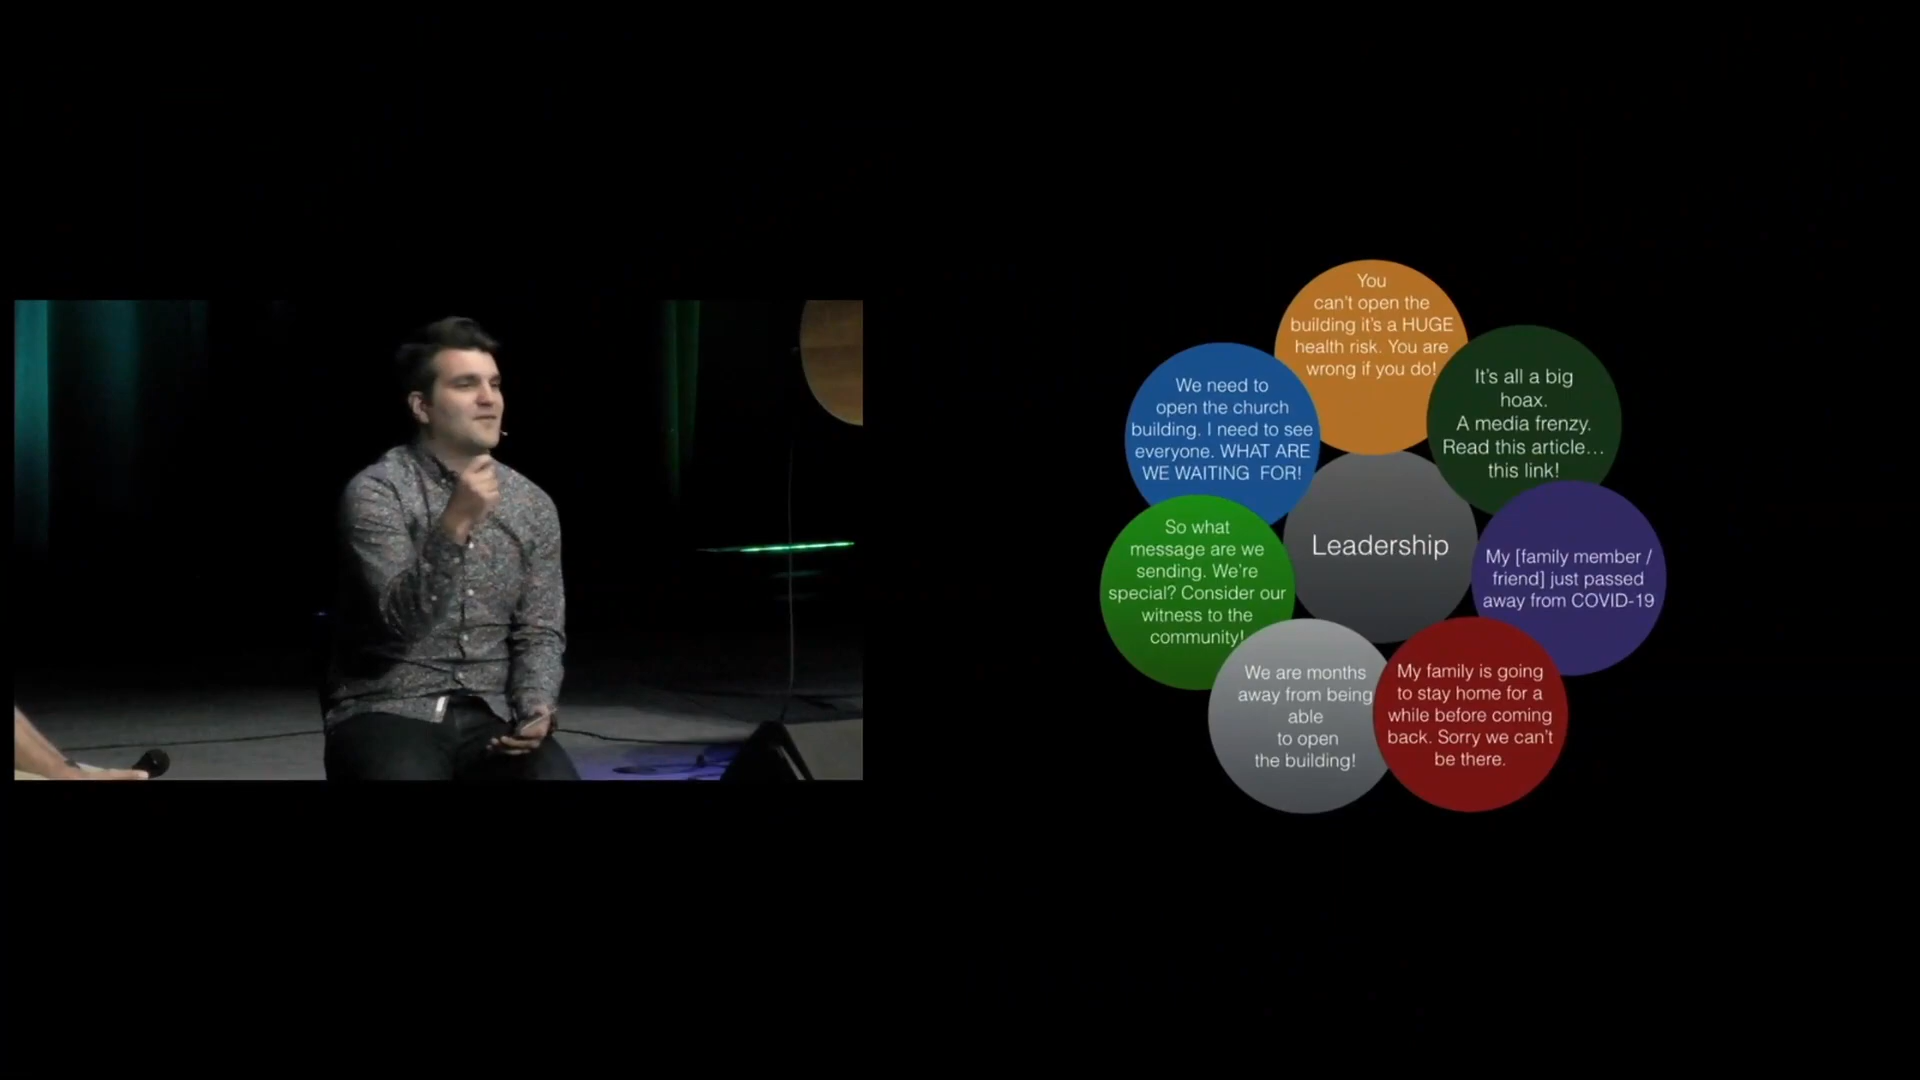 You
can't open the
building it's a HUGE
health risk. You are
wrong if you do!
We need to
open the church
building. I need to see
everyone. WHAT ARE
WE WAITING FOR!
It's all a big
hoax.
A media frenzy.
Read this article...
this link!
So what
message are we
sending. We're
special? Consider our
witness to the
community!
Leadership
My [family member /
friend] just passed
away from COVID-19
We are months
away from being
able
to open
the building!
My family is going
to stay home for a
while before coming
back. Sorry we can't
be there.